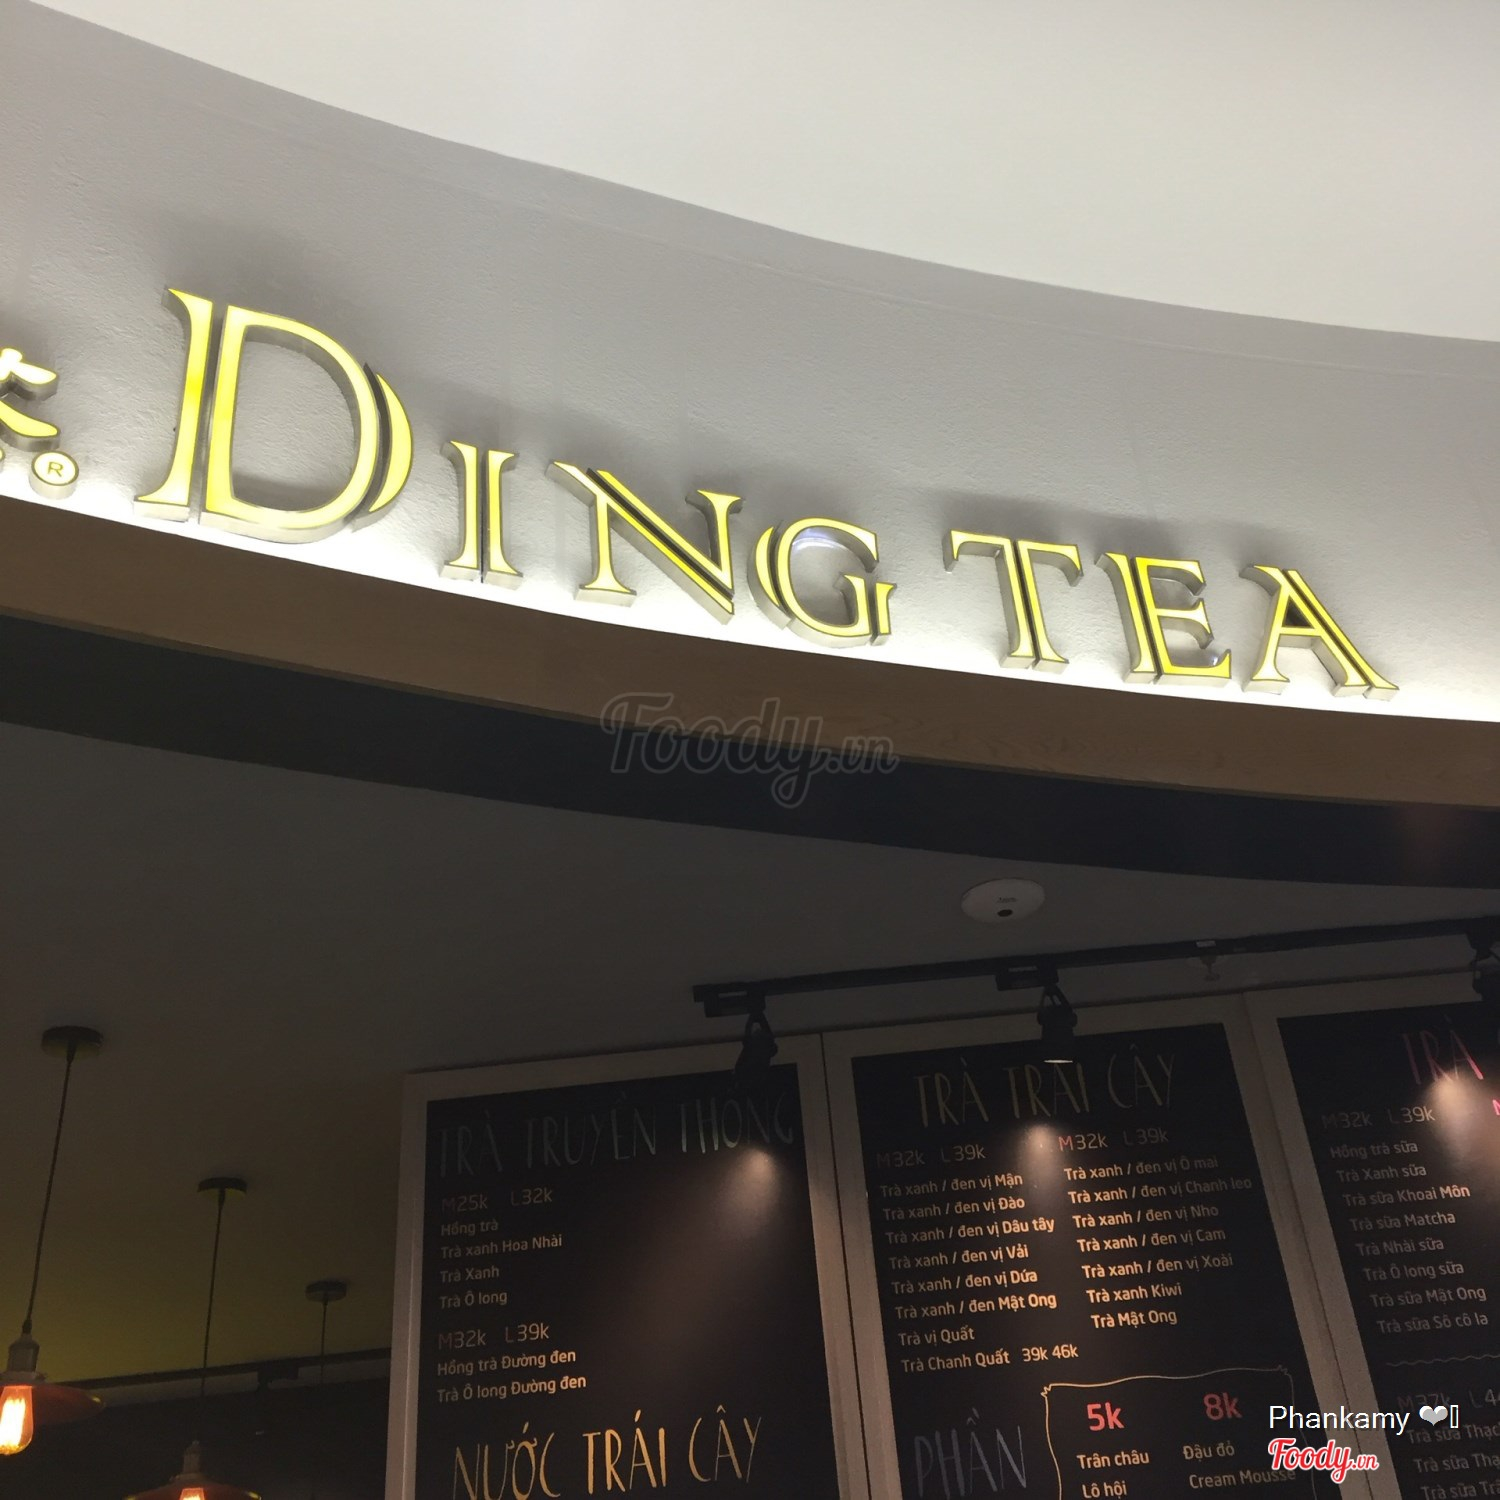 DING TEA
®
Foody.vn
TRÀ TRUYỀN THỐNG
M25k L32k
Hồng trà
Trà xanh Hoa Nhài
Trà Xanh
Trà Ô long
M32k L39k
Hồng trà Đường đen
Trà Ô long Đường đen
NƯỚC TRÁI CÂY
TRÀ TRÁI CÂY
M32k L39k
Trà xanh / đen vị Mận
Trà xanh / đen vị Đào
Trà xanh / đen vị Dâu tây
Trà xanh / đen vị Vải
Trà xanh / đen vị Dứa
Trà xanh / đen Mật Ong
Trà vị Quất
Trà Chanh Quất 39k 46k
M32k L39k
Trà xanh / đen vị Ô mai
Trà xanh / đen vị Chanh leo
Trà xanh / đen vị Nho
Trà xanh / đen vị Cam
Trà xanh / đen vị Xoài
Trà xanh Kiwi
Trà Mật Ong
PHẦN
5k
Trân châu
Lô hội
8k
Đậu đỏ
Cream Mousse
TRÀ
M32k L39k
Hồng trà sữa
Trà Xanh sữa
Trà sữa Khoai Môn
Trà sữa Matcha
Trà Nhài sữa
Trà Ô long sữa
Trà sữa Mật Ong
Trà sữa Sô cô la
Trà sữa
Trà sữa
Trà sữa
Phankamy ❤
Foody.vn